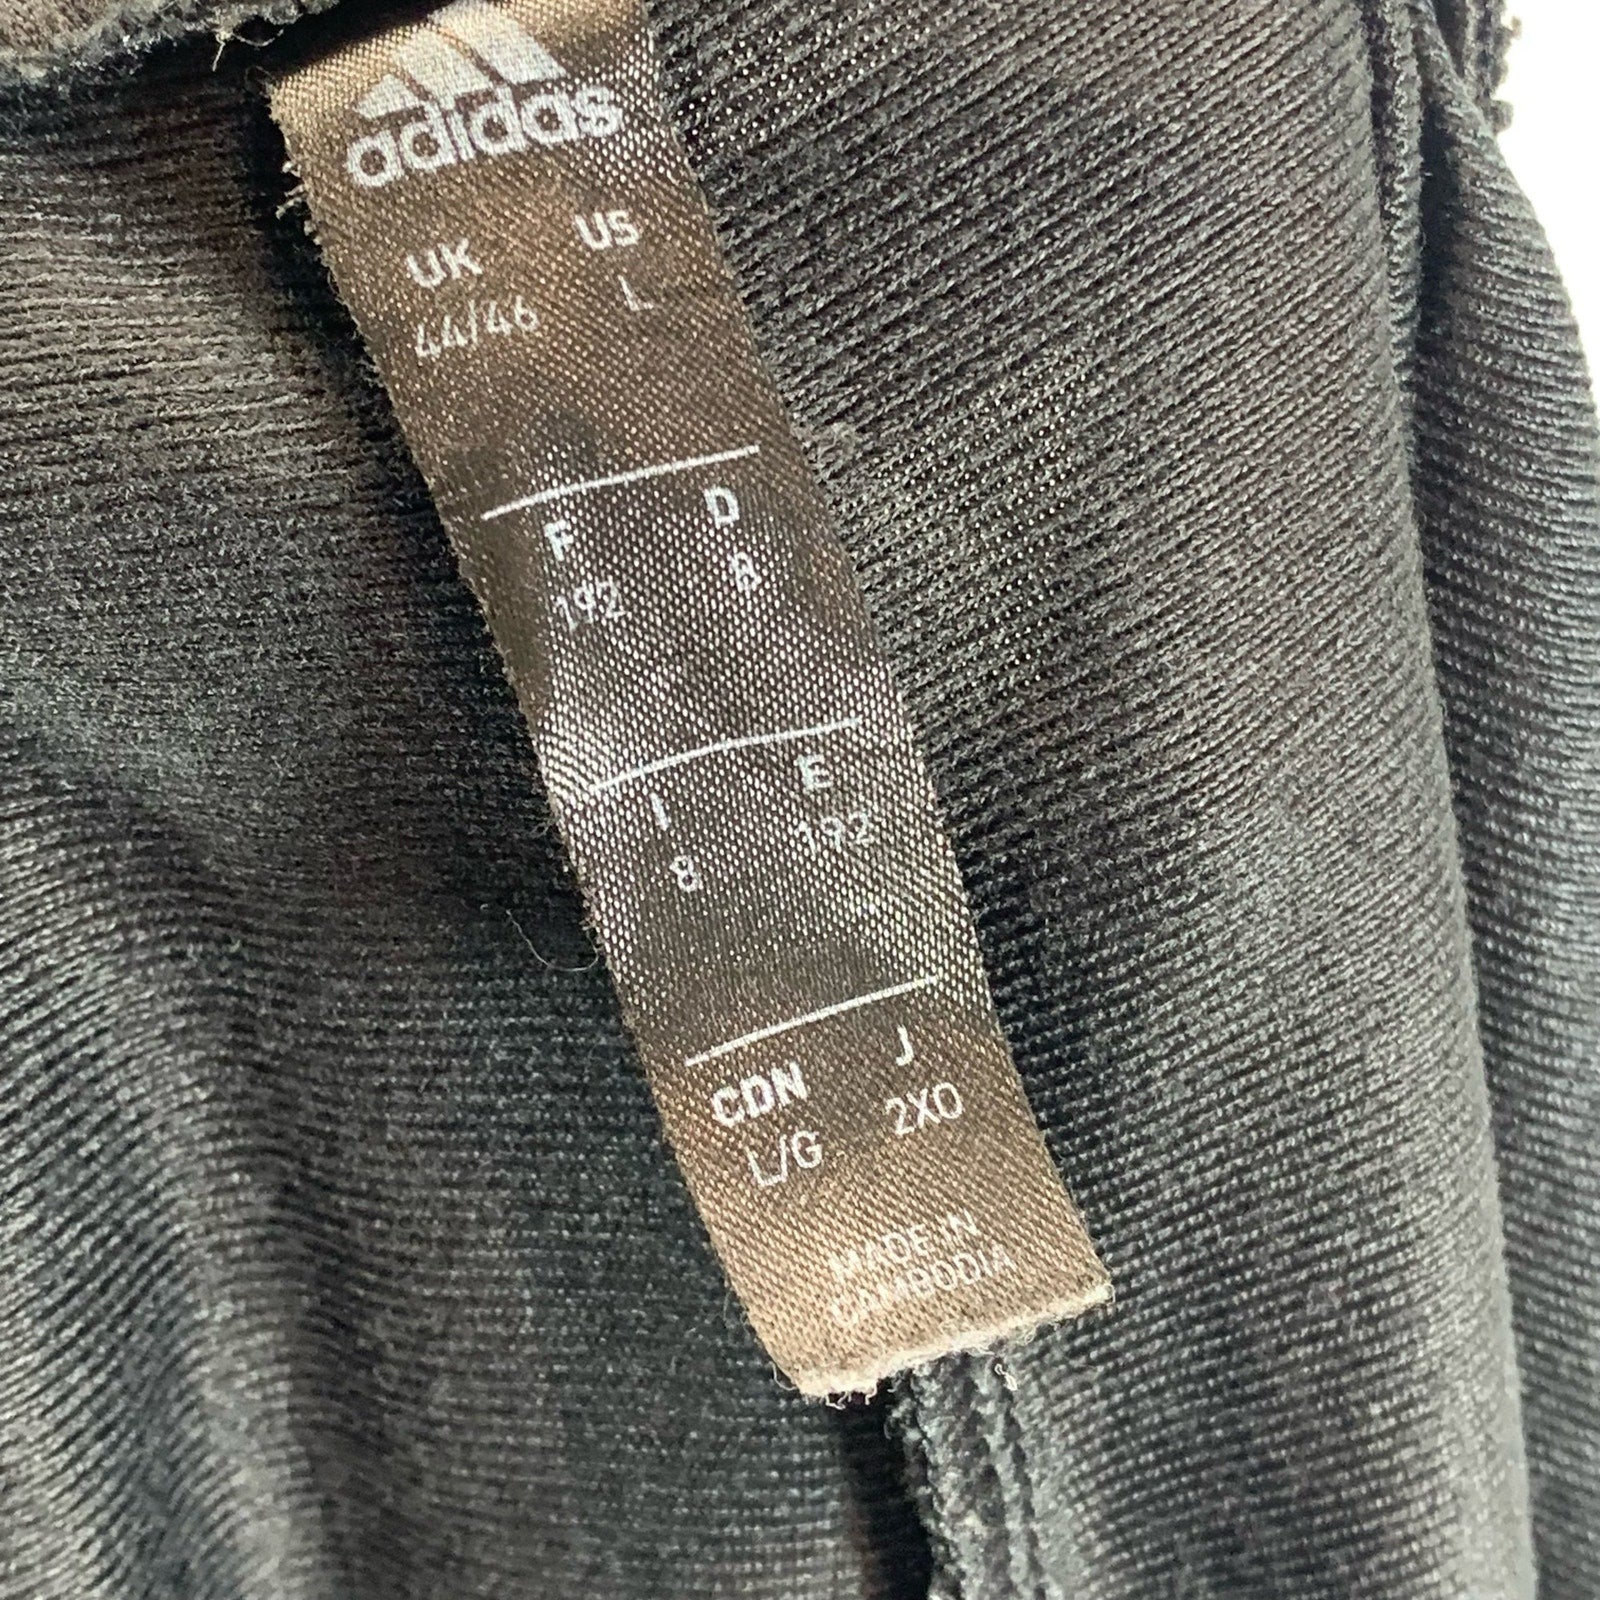 adidas
UK US
44/46 L
F D
192 8
I E
8 192
CDN J
L/G 2XO
MADE IN
CAMBODIA